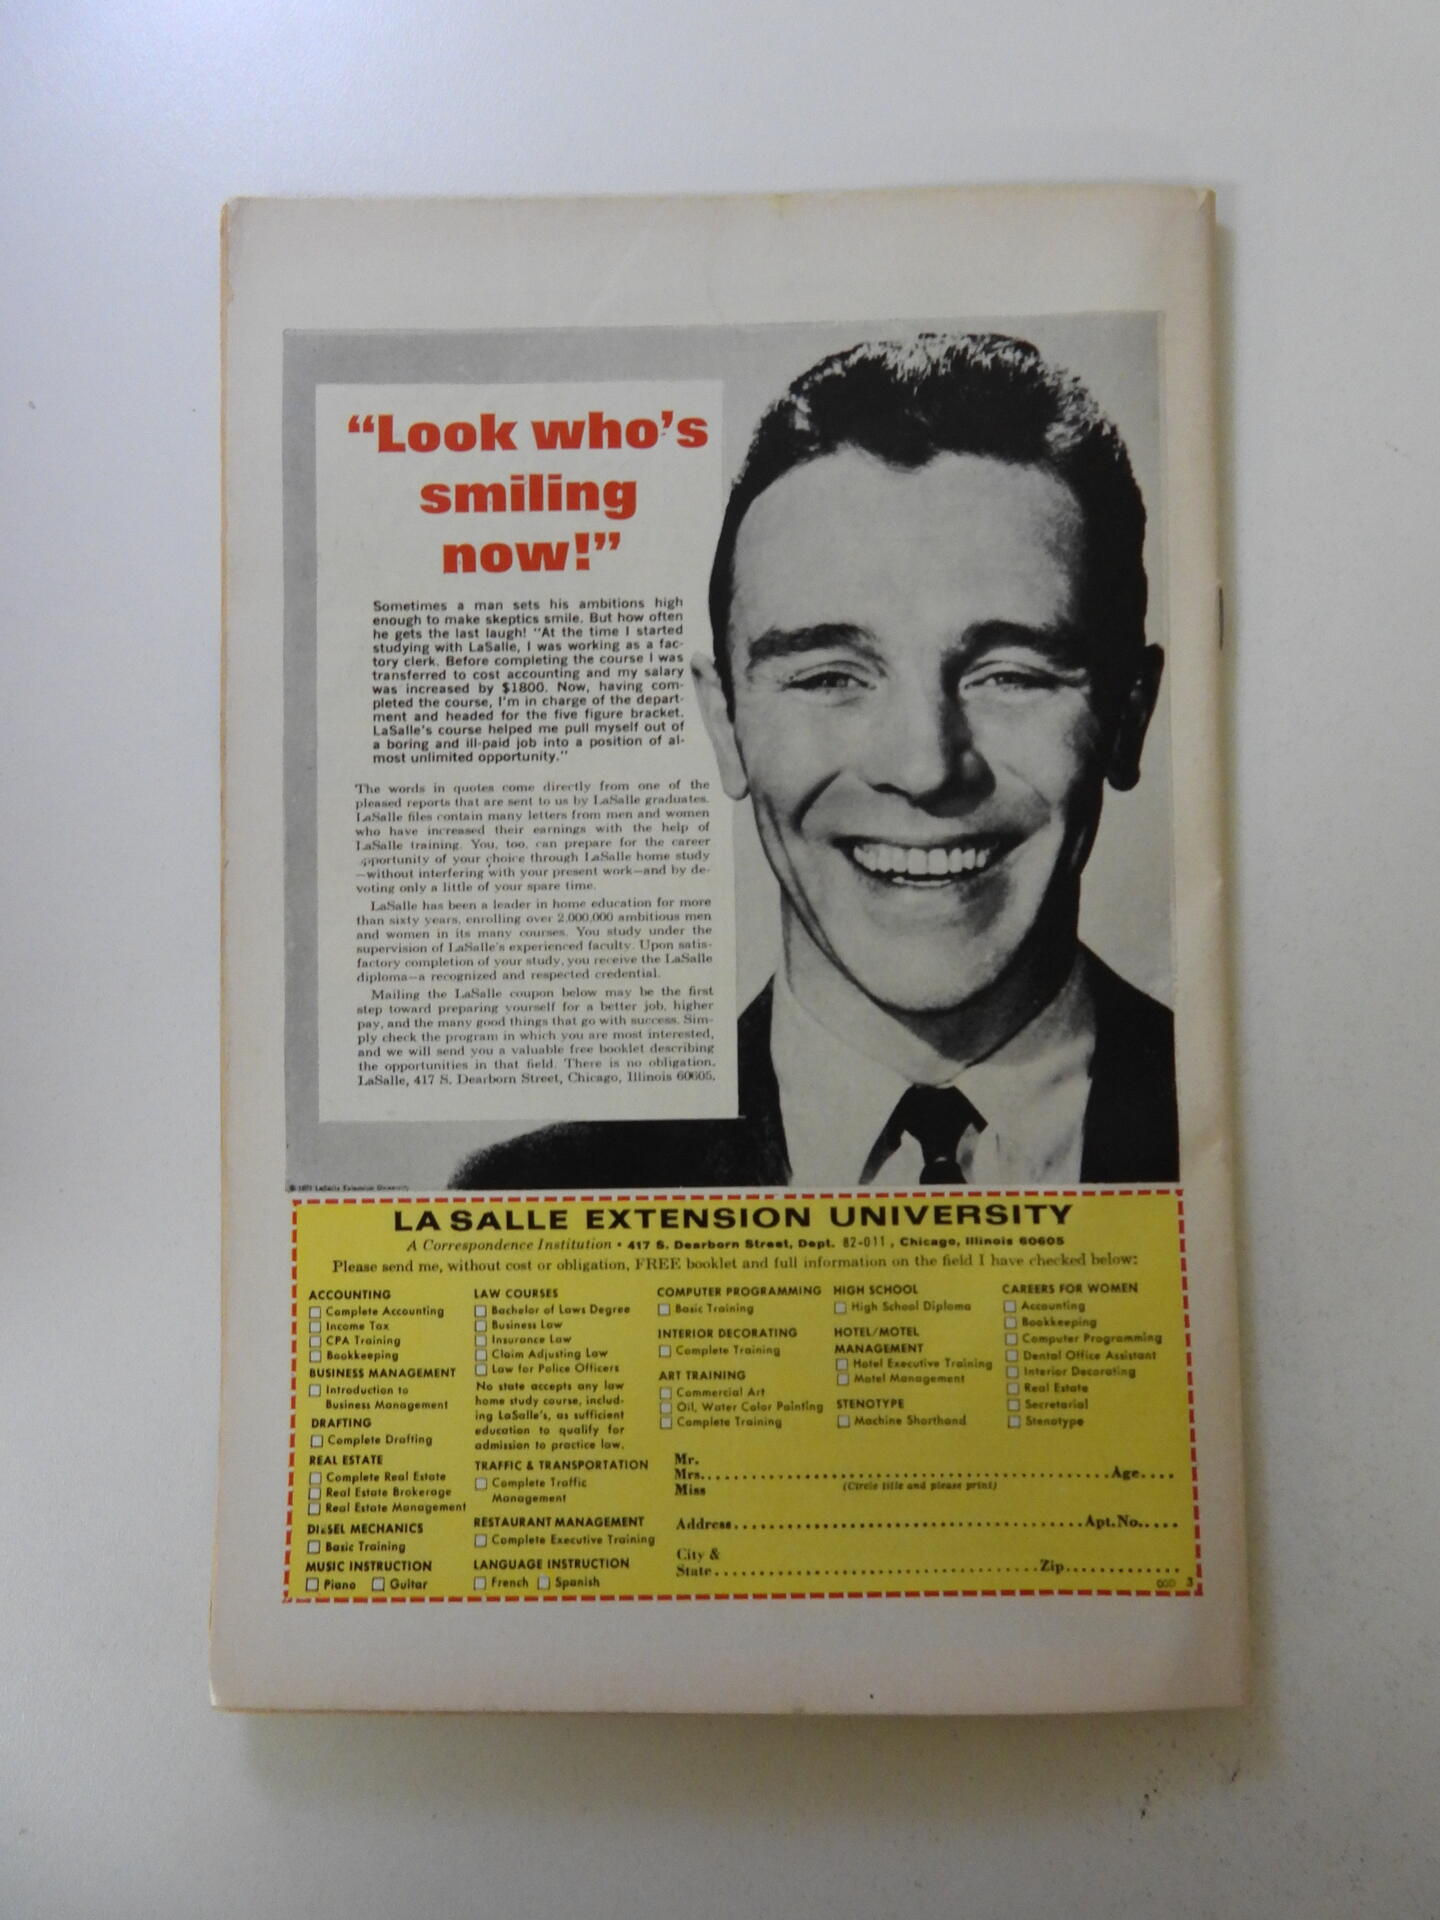 “Look who’s
smiling
now!”
Sometimes a man sets his ambitions high
enough to make skeptics smile. But how often
he gets the last laugh! “At the time I started
studying with LaSalle, I was working as a fac-
tory clerk. Before completing the course I was
transferred to cost accounting and my salary
was increased by $1800. Now, having com-
pleted the course, I’m in charge of the depart-
ment and headed for the five figure bracket.
LaSalle’s course helped me pull myself out of
a boring and ill-paid job into a position of al-
most unlimited opportunity.”
The words in quotes come directly from one of the
pleased reports that are sent to us by LaSalle graduates.
LaSalle files contain many letters from men and women
who have increased their earnings with the help of
LaSalle training. You, too, can prepare for the career
opportunity of your choice through LaSalle home study
—without interfering with your present work—and by de-
voting only a little of your spare time.
LaSalle has been a leader in home education for more
than sixty years, enrolling over 2,000,000 ambitious men
and women in its many courses. You study under the
supervision of LaSalle’s experienced faculty. Upon satis-
factory completion of your study, you receive the LaSalle
diploma—a recognized and respected credential.
Mailing the LaSalle coupon below may be the first
step toward preparing yourself for a better job, higher
pay, and the many good things that go with success. Sim-
ply check the program in which you are most interested,
and we will send you a valuable free booklet describing
the opportunities in that field. There is no obligation.
LaSalle, 417 S. Dearborn Street, Chicago, Illinois 60605.
© 1971 LaSalle Extension University
LA SALLE EXTENSION UNIVERSITY
A Correspondence Institution • 417 S. Dearborn Street, Dept. 82-011, Chicago, Illinois 60605
Please send me, without cost or obligation, FREE booklet and full information on the field I have checked below:
ACCOUNTING
Complete Accounting
Income Tax
CPA Training
Bookkeeping
BUSINESS MANAGEMENT
Introduction to
Business Management
DRAFTING
Complete Drafting
REAL ESTATE
Complete Real Estate
Real Estate Brokerage
Real Estate Management
DIESEL MECHANICS
Basic Training
MUSIC INSTRUCTION
Piano Guitar
LAW COURSES
Bachelor of Laws Degree
Business Law
Insurance Law
Claim Adjusting Law
Law for Police Officers
No state accepts any law
home study course, includ-
ing LaSalle’s, as sufficient
education to qualify for
admission to practice law.
TRAFFIC & TRANSPORTATION
Complete Traffic
Management
RESTAURANT MANAGEMENT
Complete Executive Training
LANGUAGE INSTRUCTION
French Spanish
COMPUTER PROGRAMMING
Basic Training
INTERIOR DECORATING
Complete Training
ART TRAINING
Commercial Art
Oil, Water Color Painting
Complete Training
HIGH SCHOOL
High School Diploma
HOTEL/MOTEL
MANAGEMENT
Hotel Executive Training
Motel Management
STENOTYPE
Machine Shorthand
CAREERS FOR WOMEN
Accounting
Bookkeeping
Computer Programming
Dental Office Assistant
Interior Decorating
Real Estate
Secretarial
Stenotype
Mr.
Mrs. Age
Miss (Circle title and please print)
Address Apt. No.
City &
State Zip
3